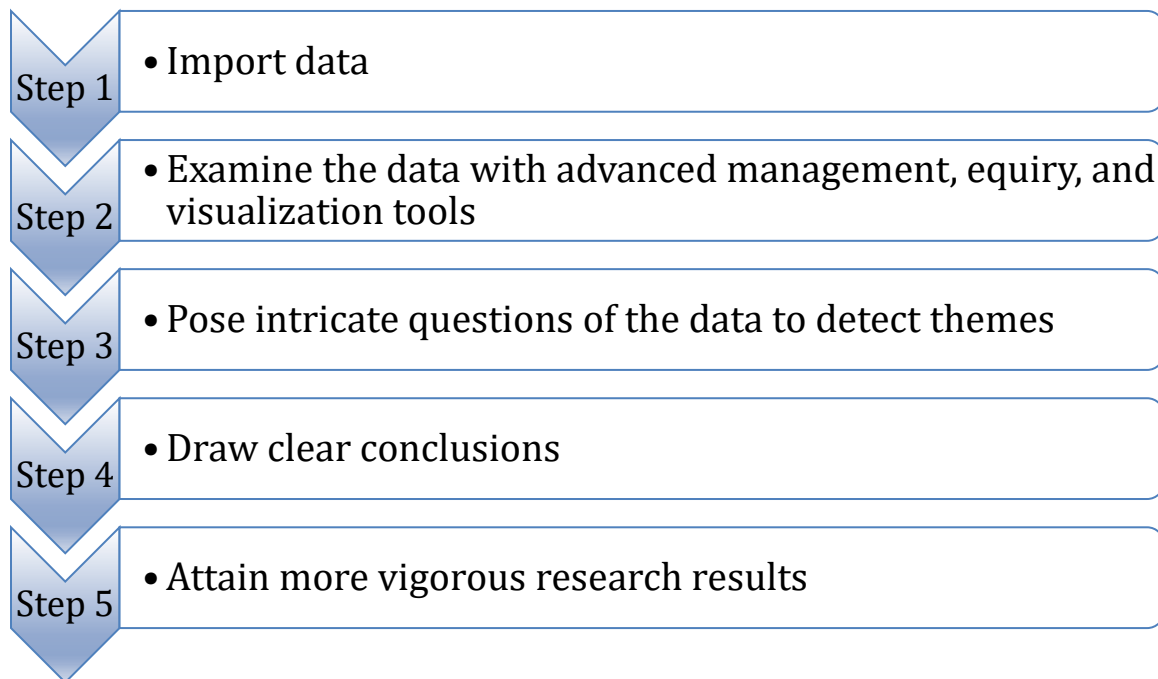 Step 1
• Import data
Step 2
• Examine the data with advanced management, equiry, and
visualization tools
Step 3
• Pose intricate questions of the data to detect themes
Step 4
• Draw clear conclusions
Step 5
• Attain more vigorous research results